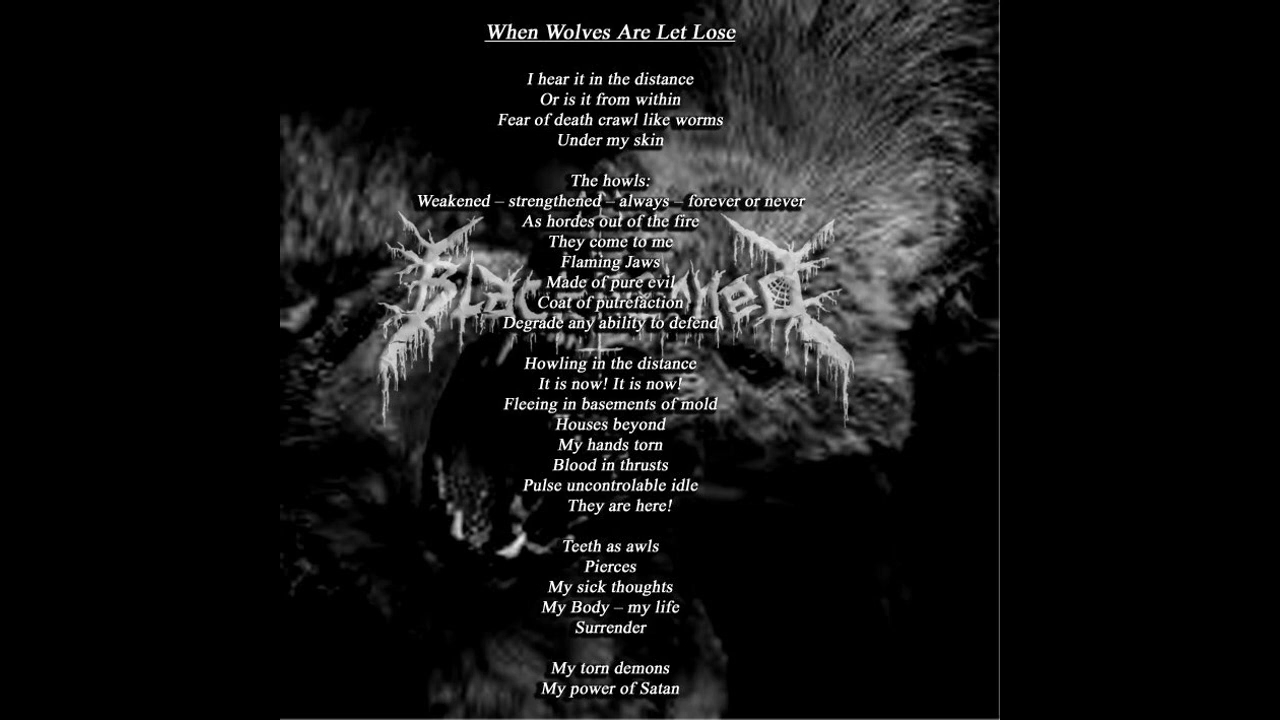 When Wolves Are Let Lose
I hear it in the distance
Or is it from within
Fear of death crawl like worms
Under my skin
The howls:
Weakened – strengthened – always – forever or never
As hordes out of the fire
They come to me
Flaming Jaws
Made of pure evil
Coat of putrefaction
Degrade any ability to defend
Howling in the distance
It is now! It is now!
Fleeing in basements of mold
Houses beyond
My hands torn
Blood in thrusts
Pulse uncontrolable idle
They are here!
Teeth as awls
Pierces
My sick thoughts
My Body – my life
Surrender
My torn demons
My power of Satan